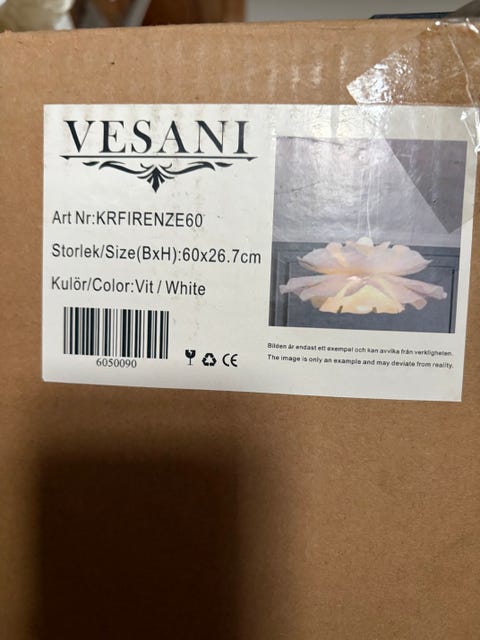 VESANI
Art Nr:KRFIRENZE60
Storlek/Size(BxH):60x26.7cm
Kulör/Color:Vit / White
6050090
CE
Bilden är endast ett exempel och kan avvika från verkligheten.
The image is only an example and may deviate from reality.